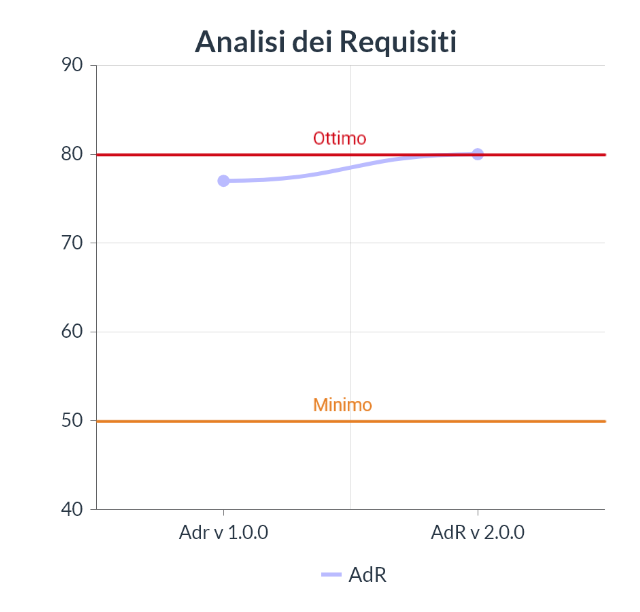 Analisi dei Requisiti
90
Ottimo
80
70
60
Minimo
50
40
Adr v 1.0.0
AdR v 2.0.0
AdR